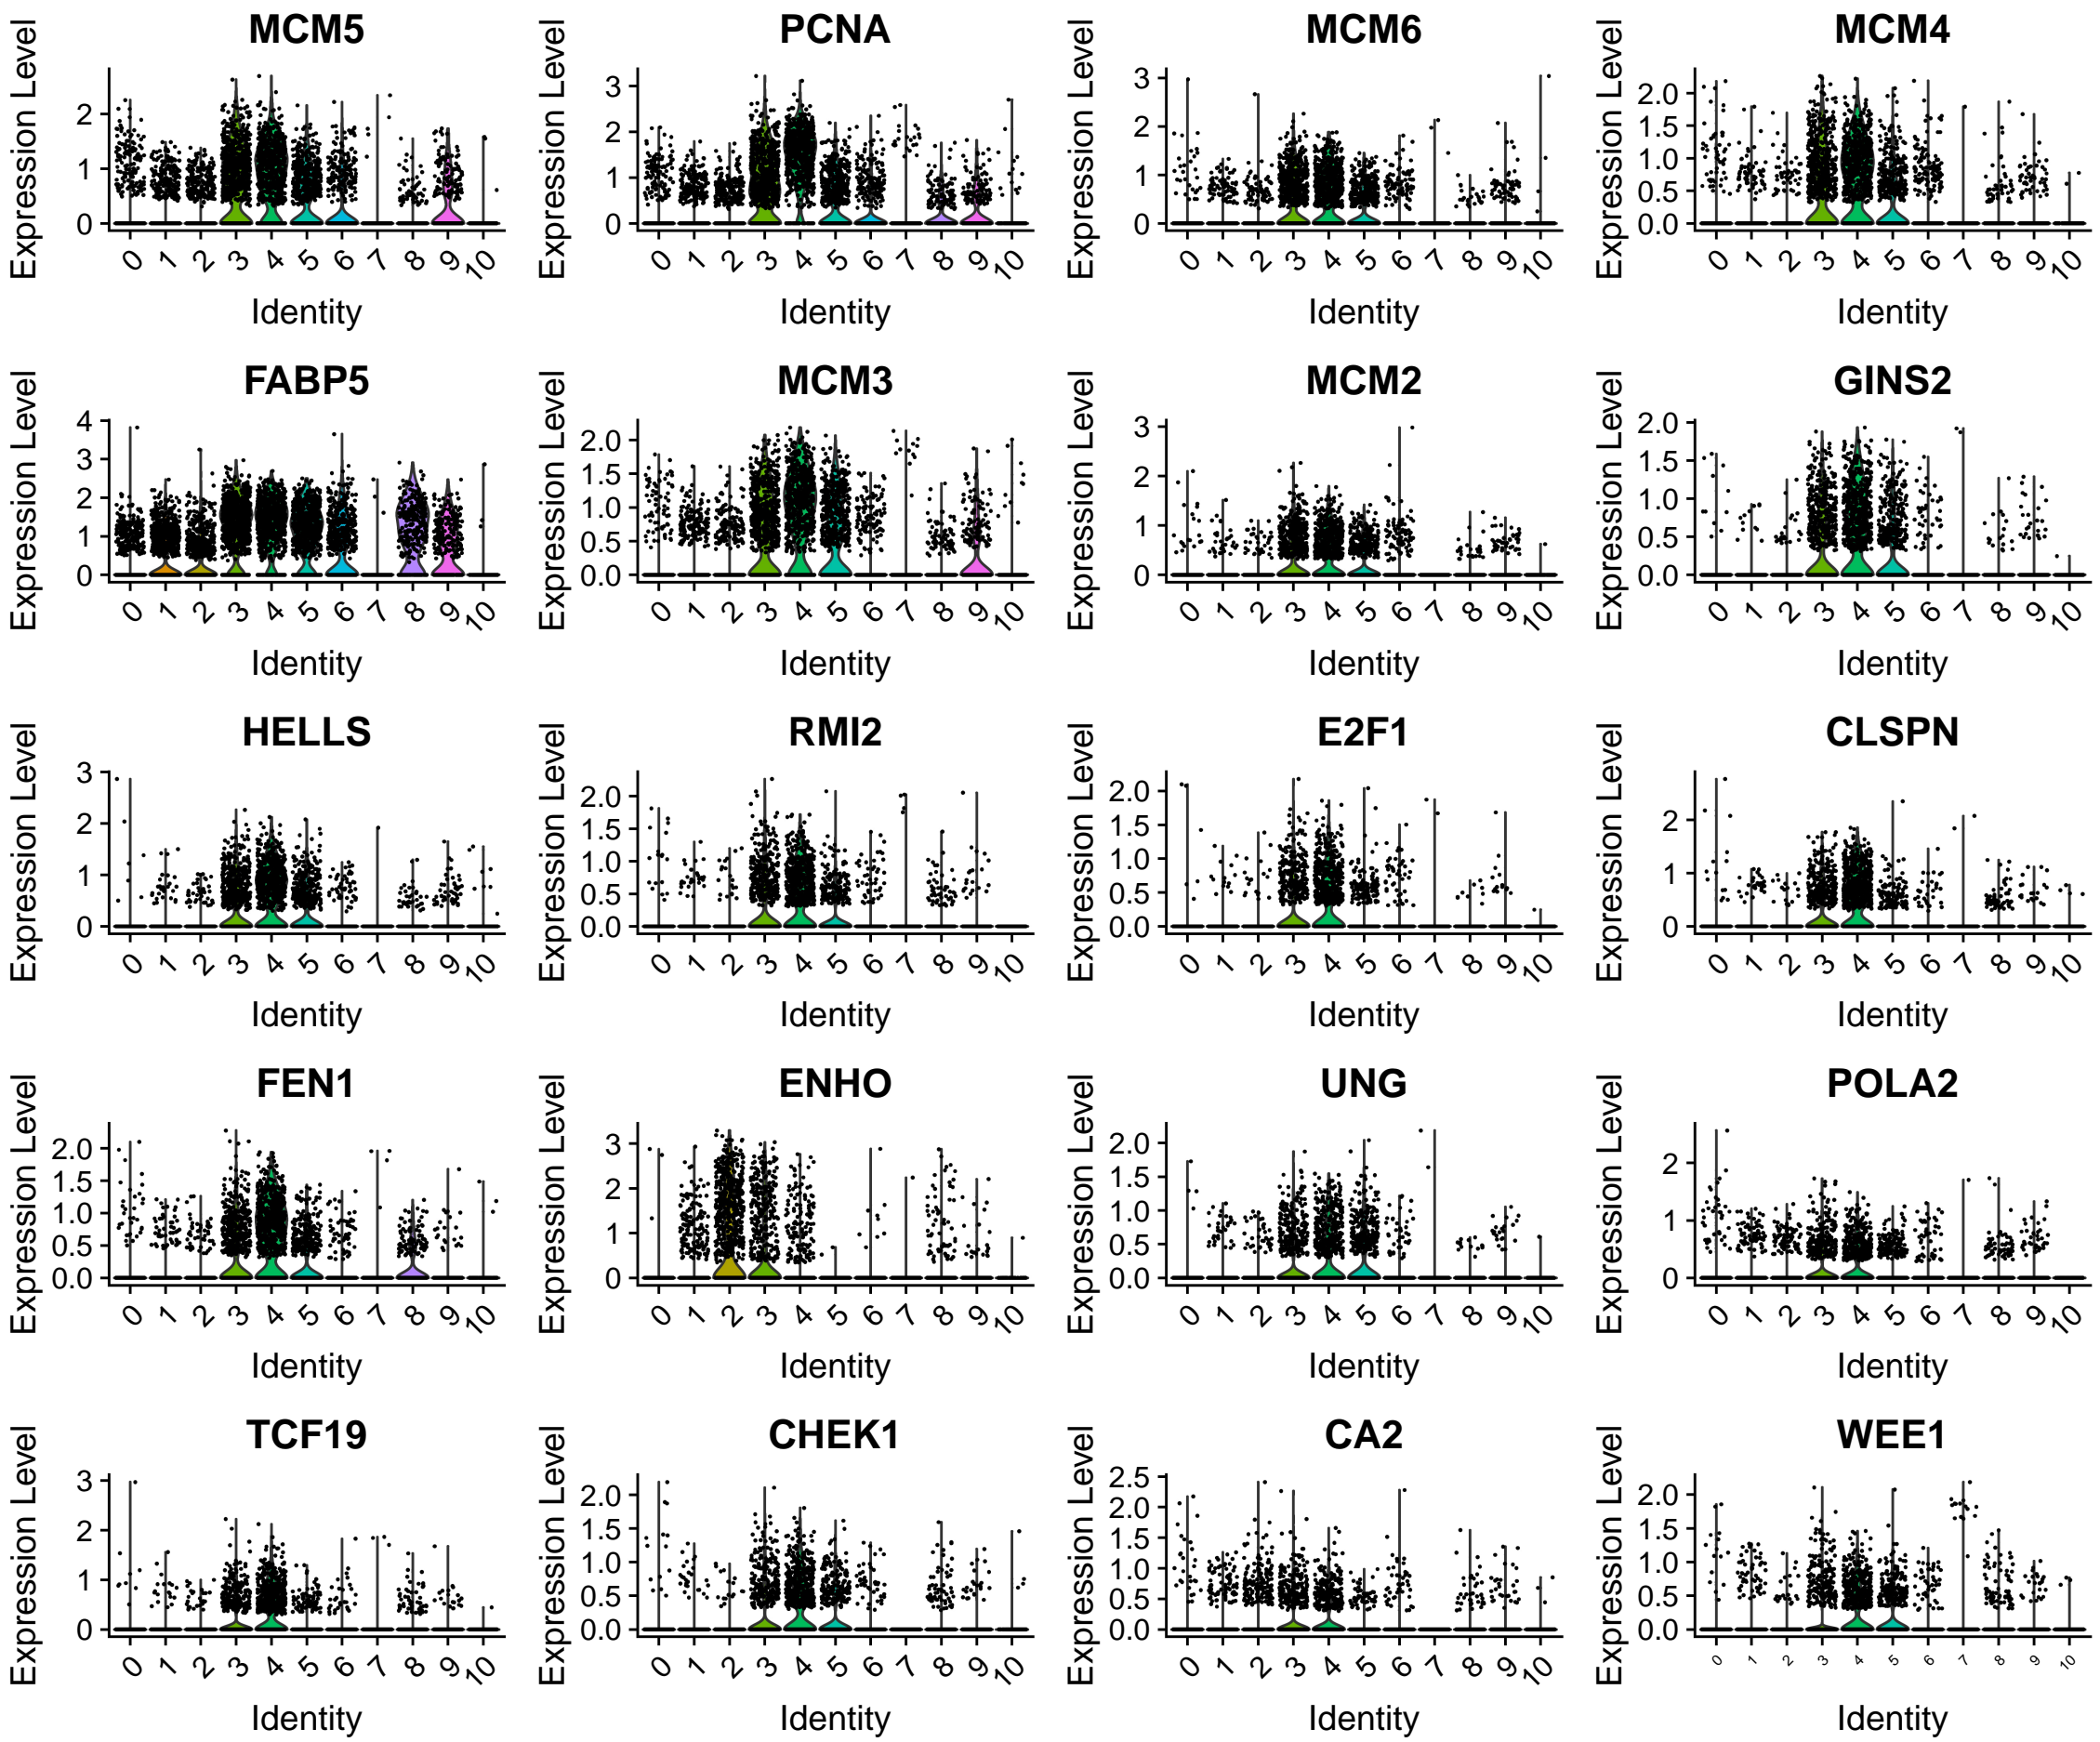 MCM5 PCNA MCM6 MCM4
Expression Level Expression Level Expression Level Expression Level
2 3 3 2.0
1 2 2 1.5
0 1 1 1.0
0 0 0.5
0.0
0 1 2 3 4 5 6 7 8 9 10 0 1 2 3 4 5 6 7 8 9 10 0 1 2 3 4 5 6 7 8 9 10 0 1 2 3 4 5 6 7 8 9 10
Identity Identity Identity Identity
FABP5 MCM3 MCM2 GINS2
Expression Level Expression Level Expression Level Expression Level
4 2.0 3 2.0
3 1.5 2 1.5
2 1.0 1 1.0
1 0.5 0 0.5
0 0.0 0.0
0 1 2 3 4 5 6 7 8 9 10 0 1 2 3 4 5 6 7 8 9 10 0 1 2 3 4 5 6 7 8 9 10 0 1 2 3 4 5 6 7 8 9 10
Identity Identity Identity Identity
HELLS RMI2 E2F1 CLSPN
Expression Level Expression Level Expression Level Expression Level
3 2.0 2.0 2
2 1.5 1.5 1
1 1.0 1.0 0
0 0.5 0.5
0.0 0.0
0 1 2 3 4 5 6 7 8 9 10 0 1 2 3 4 5 6 7 8 9 10 0 1 2 3 4 5 6 7 8 9 10 0 1 2 3 4 5 6 7 8 9 10
Identity Identity Identity Identity
FEN1 ENHO UNG POLA2
Expression Level Expression Level Expression Level Expression Level
2.0 3 2.0 2
1.5 2 1.5 1
1.0 1 1.0 0
0.5 0 0.5
0.0 0.0
0 1 2 3 4 5 6 7 8 9 10 0 1 2 3 4 5 6 7 8 9 10 0 1 2 3 4 5 6 7 8 9 10 0 1 2 3 4 5 6 7 8 9 10
Identity Identity Identity Identity
TCF19 CHEK1 CA2 WEE1
Expression Level Expression Level Expression Level Expression Level
3 2.0 2.5 2.0
2 1.5 2.0 1.5
1 1.0 1.5 1.0
0 0.5 1.0 0.5
0.0 0.5 0.0
0.0
0 1 2 3 4 5 6 7 8 9 10 0 1 2 3 4 5 6 7 8 9 10 0 1 2 3 4 5 6 7 8 9 10 0 1 2 3 4 5 6 7 8 9 10
Identity Identity Identity Identity